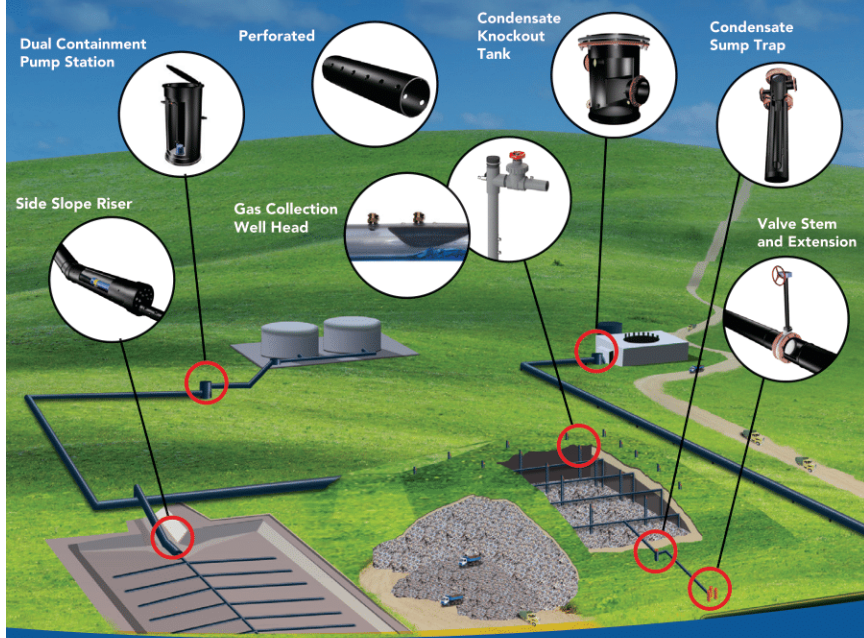 Dual Containment
Pump Station
Perforated
Condensate
Knockout
Tank
Condensate
Sump Trap
Side Slope Riser
Gas Collection
Well Head
Valve Stem
and Extension